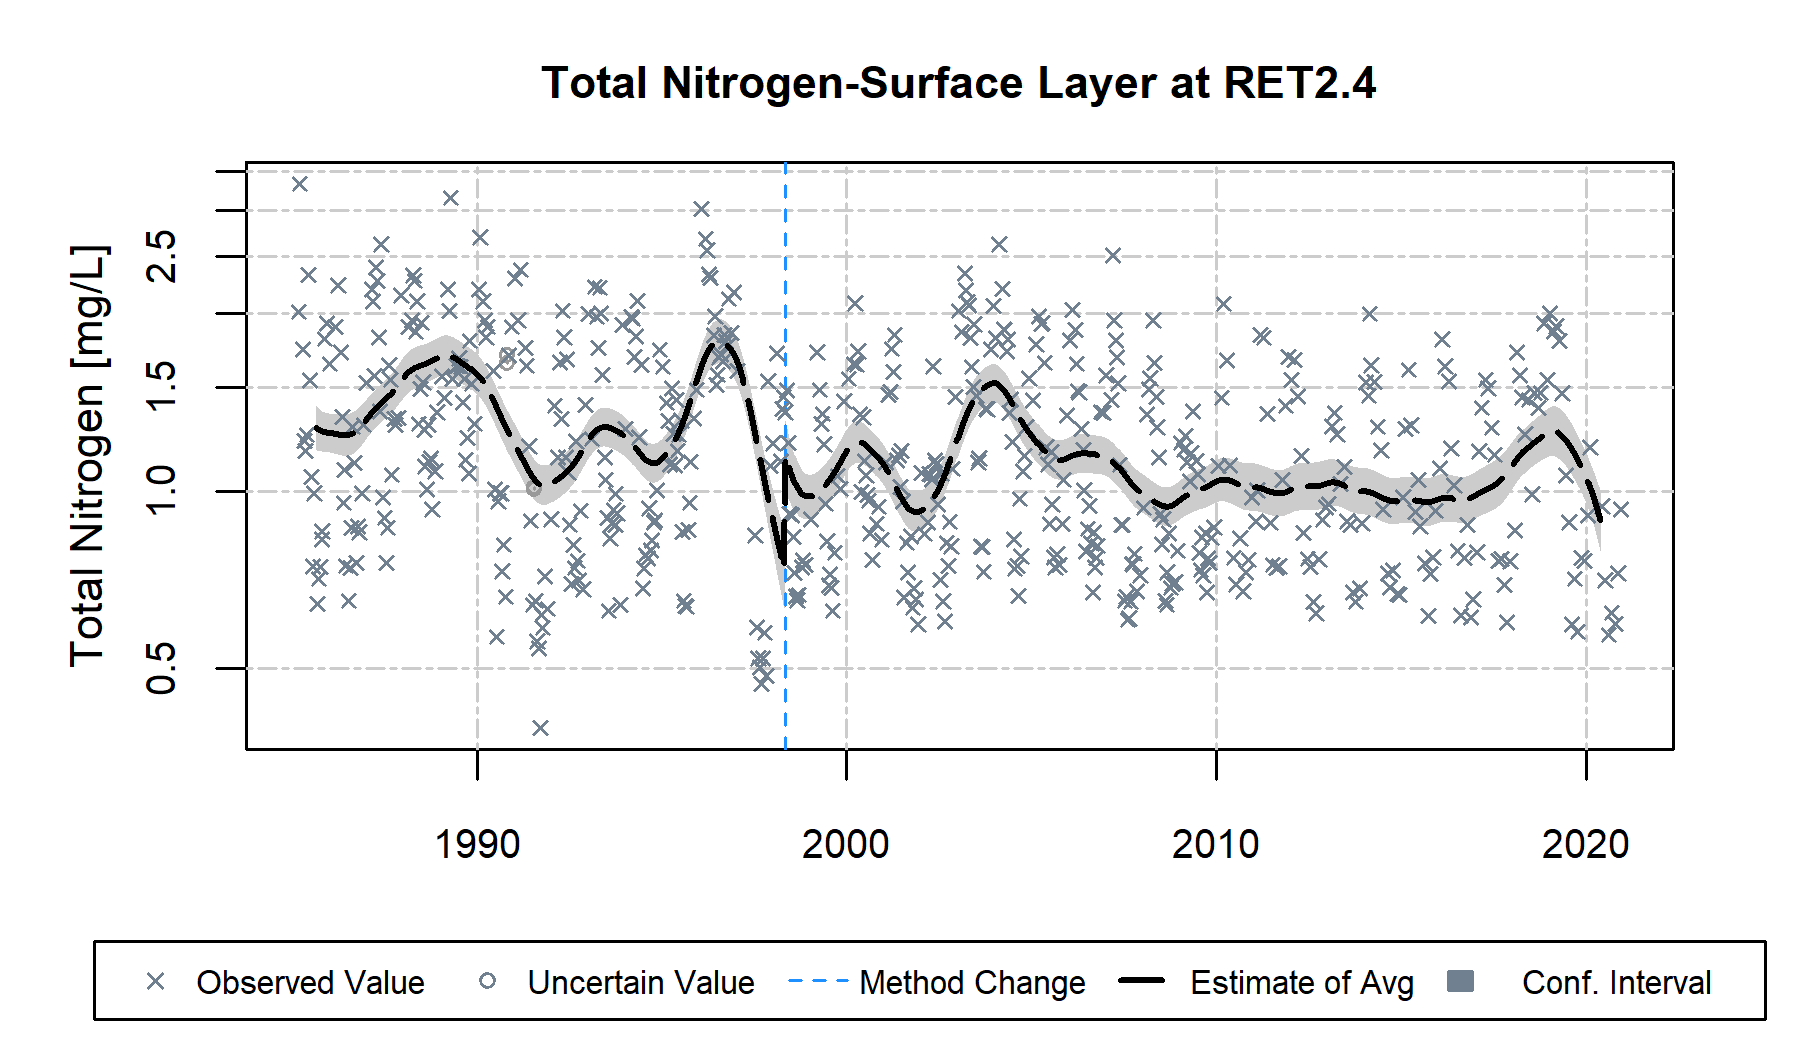 Total Nitrogen-Surface Layer at RET2.4
Total Nitrogen [mg/L]
2.5
1.5
1.0
0.5
1990 2000 2010 2020
Observed Value Uncertain Value Method Change Estimate of Avg Conf. Interval